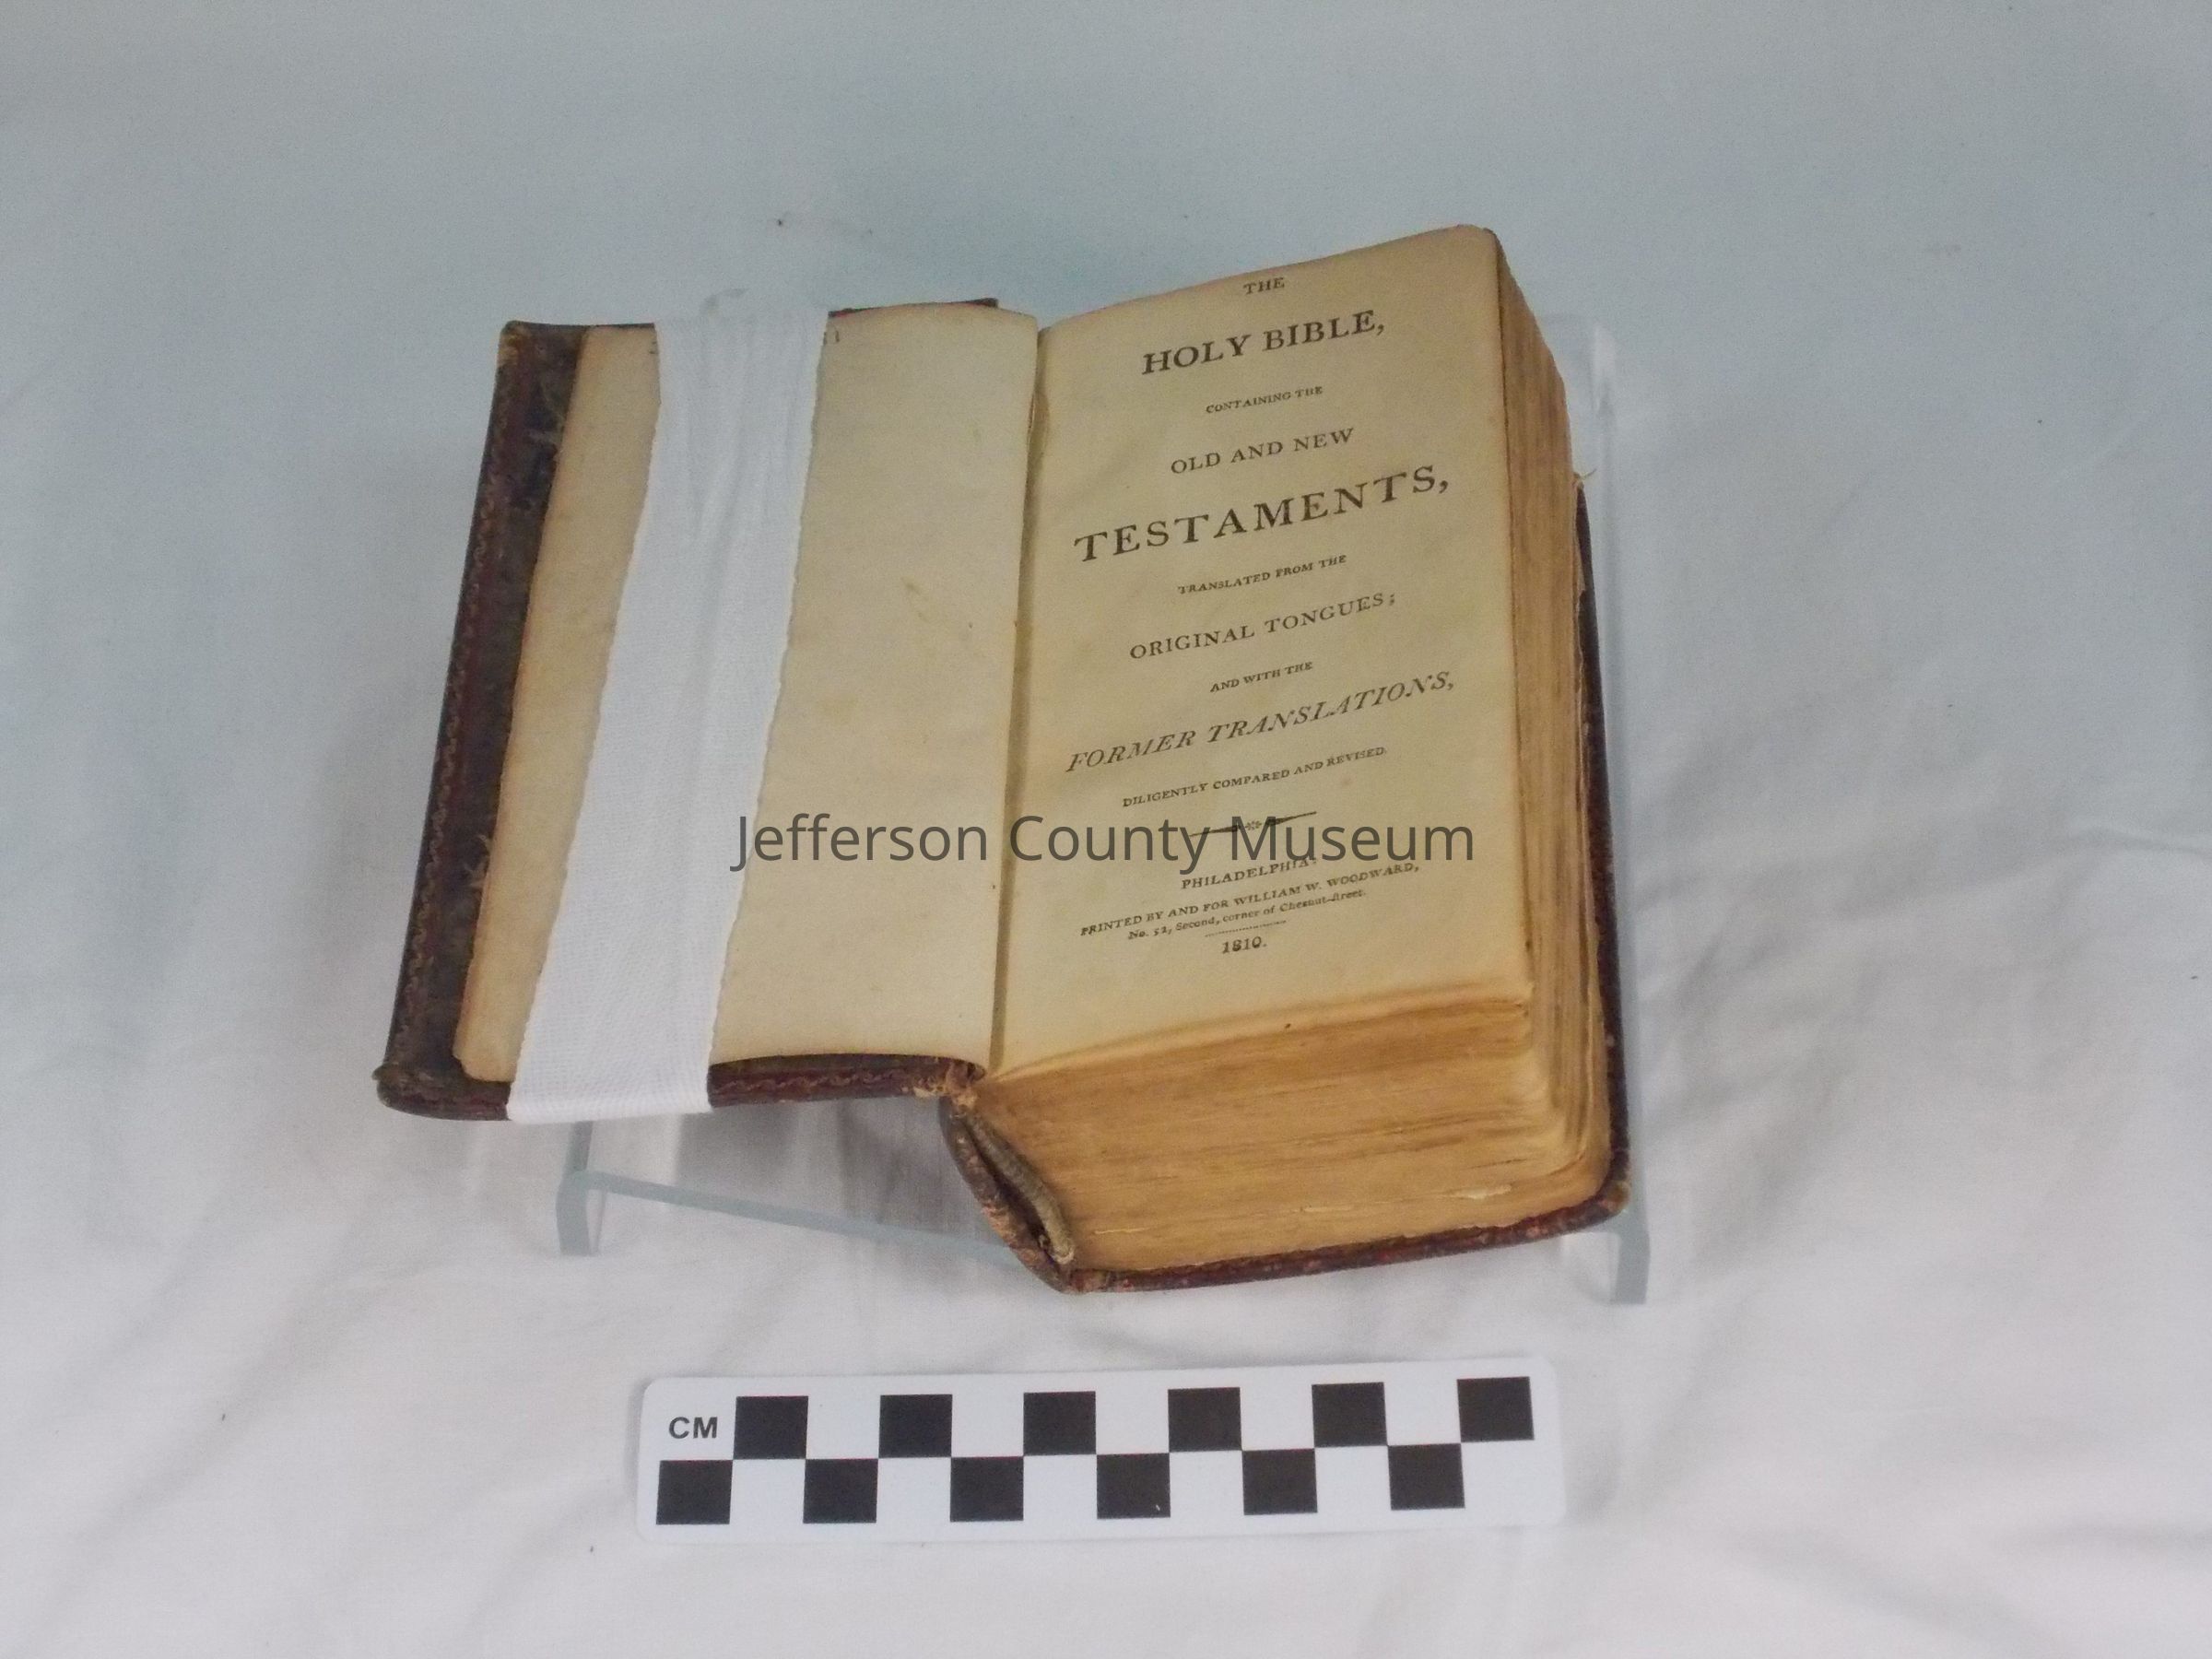 THE
HOLY BIBLE,
CONTAINING THE
OLD AND NEW
TESTAMENTS,
TRANSLATED FROM THE
ORIGINAL TONGUES;
AND WITH THE
FORMER TRANSLATIONS,
DILIGENTLY COMPARED AND REVISED.
Jefferson County Museum
PHILADELPHIA:
PRINTED BY AND FOR WILLIAM W. WOODWARD,
No. 52, Second, corner of Chesnut-street.
1810.
CM